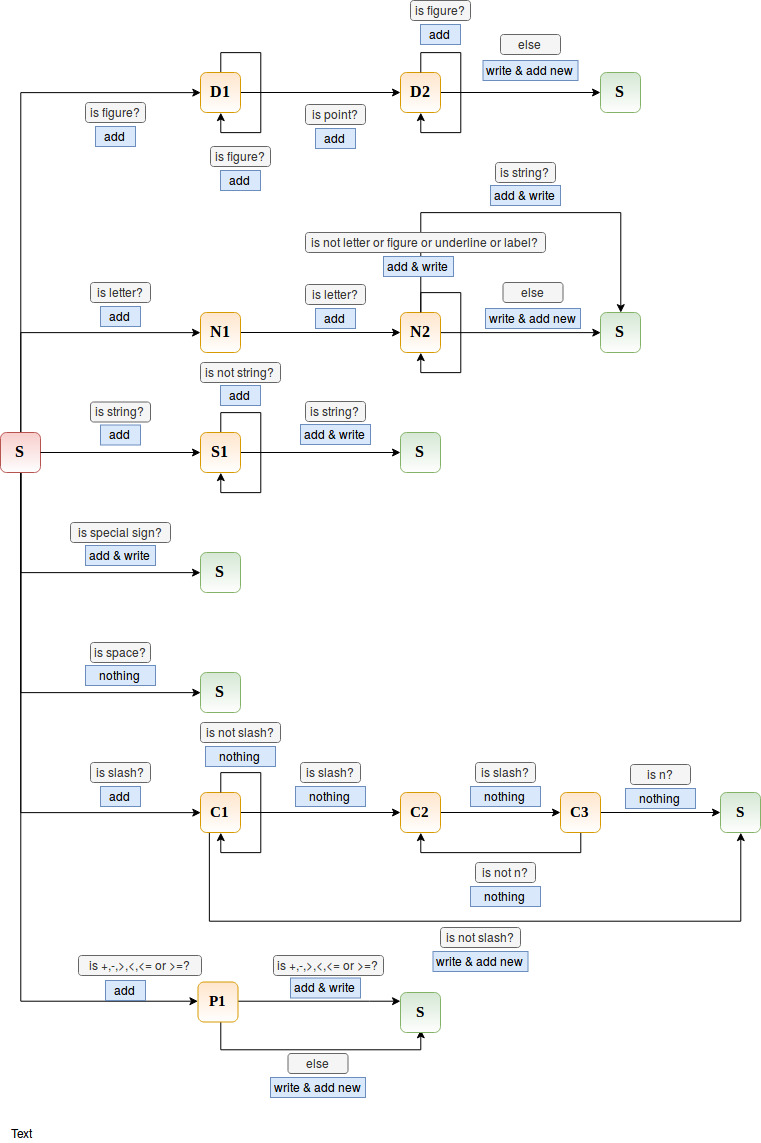 is figure?
add
else
write & add new
D1
D2
S
is figure?
add
is point?
add
is figure?
add
is string?
add & write
is not letter or figure or underline or label?
add & write
is letter?
add
is letter?
add
else
write & add new
N1
N2
S
is not string?
add
is string?
add
is string?
add & write
S
S1
S
is special sign?
add & write
S
is space?
nothing
S
is not slash?
nothing
is slash?
add
is slash?
nothing
is slash?
nothing
is n?
nothing
C1
C2
C3
S
is not n?
nothing
is not slash?
write & add new
is +,-,>,<,<= or >=?
add
is +,-,>,<,<= or >=?
add & write
P1
S
else
write & add new
Text